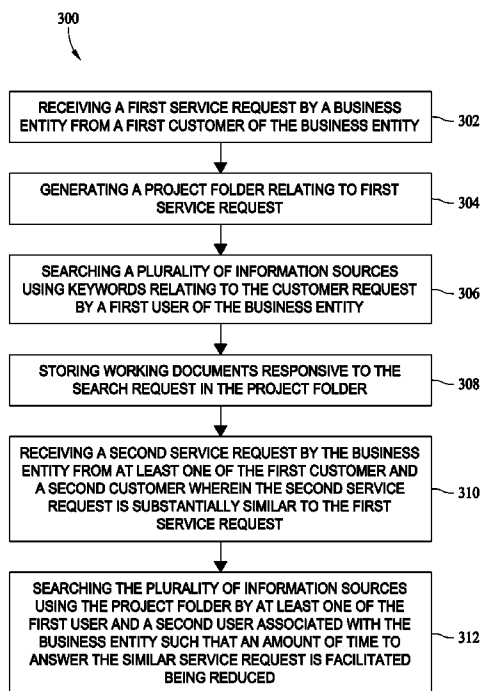 300
RECEIVING A FIRST SERVICE REQUEST BY A BUSINESS
ENTITY FROM A FIRST CUSTOMER OF THE BUSINESS ENTITY
302
GENERATING A PROJECT FOLDER RELATING TO FIRST
SERVICE REQUEST
304
SEARCHING A PLURALITY OF INFORMATION SOURCES
USING KEYWORDS RELATING TO THE CUSTOMER REQUEST
BY A FIRST USER OF THE BUSINESS ENTITY
306
STORING WORKING DOCUMENTS RESPONSIVE TO THE
SEARCH REQUEST IN THE PROJECT FOLDER
308
RECEIVING A SECOND SERVICE REQUEST BY THE BUSINESS
ENTITY FROM AT LEAST ONE OF THE FIRST CUSTOMER AND
A SECOND CUSTOMER WHEREIN THE SECOND SERVICE
REQUEST IS SUBSTANTIALLY SIMILAR TO THE FIRST
SERVICE REQUEST
310
SEARCHING THE PLURALITY OF INFORMATION SOURCES
USING THE PROJECT FOLDER BY AT LEAST ONE OF THE
FIRST USER AND A SECOND USER ASSOCIATED WITH THE
BUSINESS ENTITY SUCH THAT AN AMOUNT OF TIME TO
ANSWER THE SIMILAR SERVICE REQUEST IS FACILITATED
BEING REDUCED
312